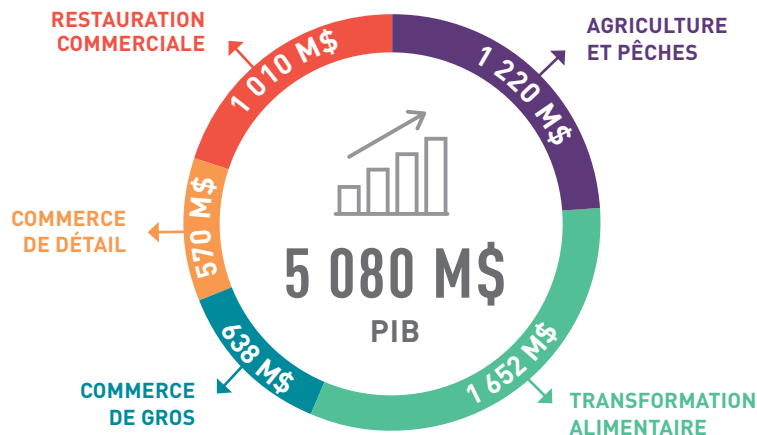 RESTAURATION
COMMERCIALE
1 010 M$
AGRICULTURE
ET PÊCHES
1 220 M$
COMMERCE
DE DÉTAIL
570 M$
5 080 M$
PIB
638 M$
COMMERCE
DE GROS
1 652 M$
TRANSFORMATION
ALIMENTAIRE